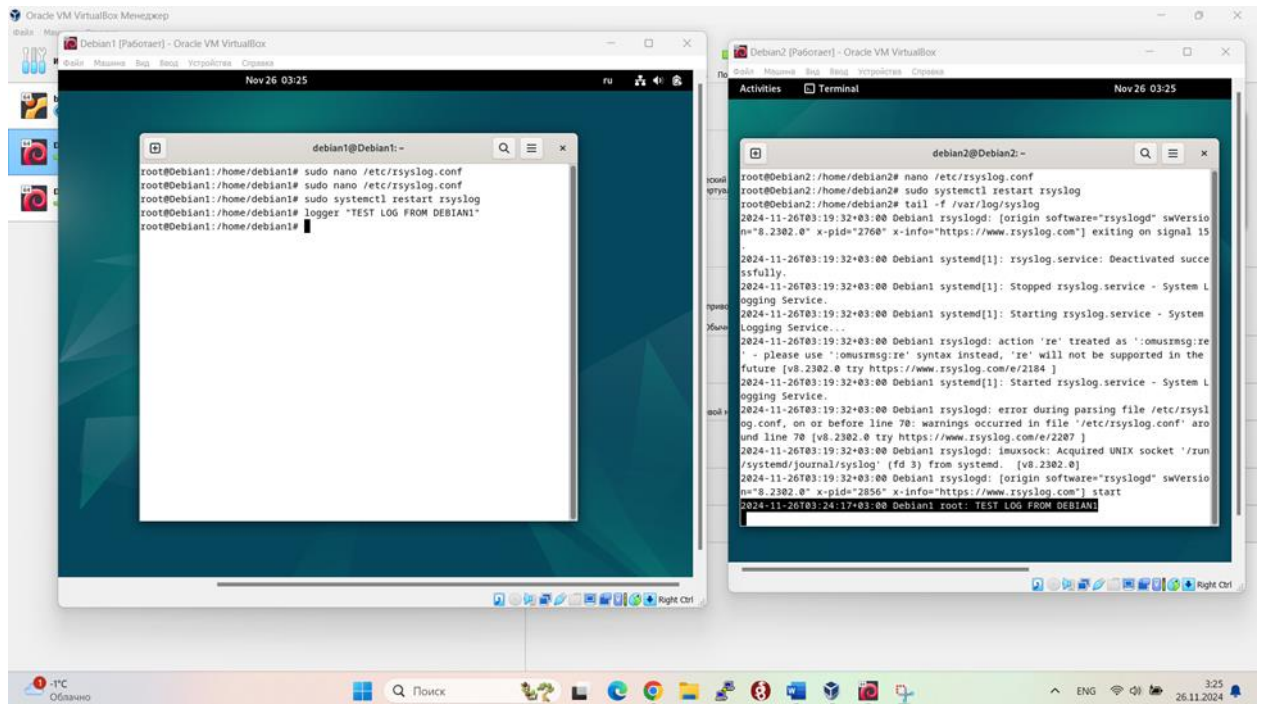 Oracle VM VirtualBox Менеджер
Файл
Debian1 [Работает] - Oracle VM VirtualBox
Файл Машина Вид Ввод Устройства Справка
Nov 26 03:25
ru
debian1@Debian1: ~
root@Debian1:/home/debian1# sudo nano /etc/rsyslog.conf
root@Debian1:/home/debian1# sudo nano /etc/rsyslog.conf
root@Debian1:/home/debian1# sudo systemctl restart rsyslog
root@Debian1:/home/debian1# logger "TEST LOG FROM DEBIAN1"
root@Debian1:/home/debian1#
Right Ctrl
Debian2 [Работает] - Oracle VM VirtualBox
Файл Машина Вид Ввод Устройства Справка
Activities Terminal Nov 26 03:25
debian2@Debian2: ~
root@Debian2:/home/debian2# nano /etc/rsyslog.conf
root@Debian2:/home/debian2# sudo systemctl restart rsyslog
root@Debian2:/home/debian2# tail -f /var/log/syslog
2024-11-26T03:19:32+03:00 Debian1 rsyslogd: [origin software="rsyslogd" swVersio
n="8.2302.0" x-pid="2760" x-info="https://www.rsyslog.com"] exiting on signal 15
.
2024-11-26T03:19:32+03:00 Debian1 systemd[1]: rsyslog.service: Deactivated succe
ssfully.
2024-11-26T03:19:32+03:00 Debian1 systemd[1]: Stopped rsyslog.service - System L
ogging Service.
2024-11-26T03:19:32+03:00 Debian1 systemd[1]: Starting rsyslog.service - System
Logging Service...
2024-11-26T03:19:32+03:00 Debian1 rsyslogd: action 're' treated as ':omusrmsg:re
' - please use ':omusrmsg:re' syntax instead, 're' will not be supported in the
future [v8.2302.0 try https://www.rsyslog.com/e/2184 ]
2024-11-26T03:19:32+03:00 Debian1 systemd[1]: Started rsyslog.service - System L
ogging Service.
2024-11-26T03:19:32+03:00 Debian1 rsyslogd: error during parsing file /etc/rsysl
og.conf, on or before line 70: warnings occurred in file '/etc/rsyslog.conf' aro
und line 70 [v8.2302.0 try https://www.rsyslog.com/e/2207 ]
2024-11-26T03:19:32+03:00 Debian1 rsyslogd: imuxsock: Acquired UNIX socket '/run
/systemd/journal/syslog' (fd 3) from systemd.  [v8.2302.0]
2024-11-26T03:19:32+03:00 Debian1 rsyslogd: [origin software="rsyslogd" swVersio
n="8.2302.0" x-pid="2856" x-info="https://www.rsyslog.com"] start
2024-11-26T03:24:17+03:00 Debian1 root: TEST LOG FROM DEBIAN1
Right Ctrl
1
-1°C
Облачно
Поиск
ENG
3:25
26.11.2024